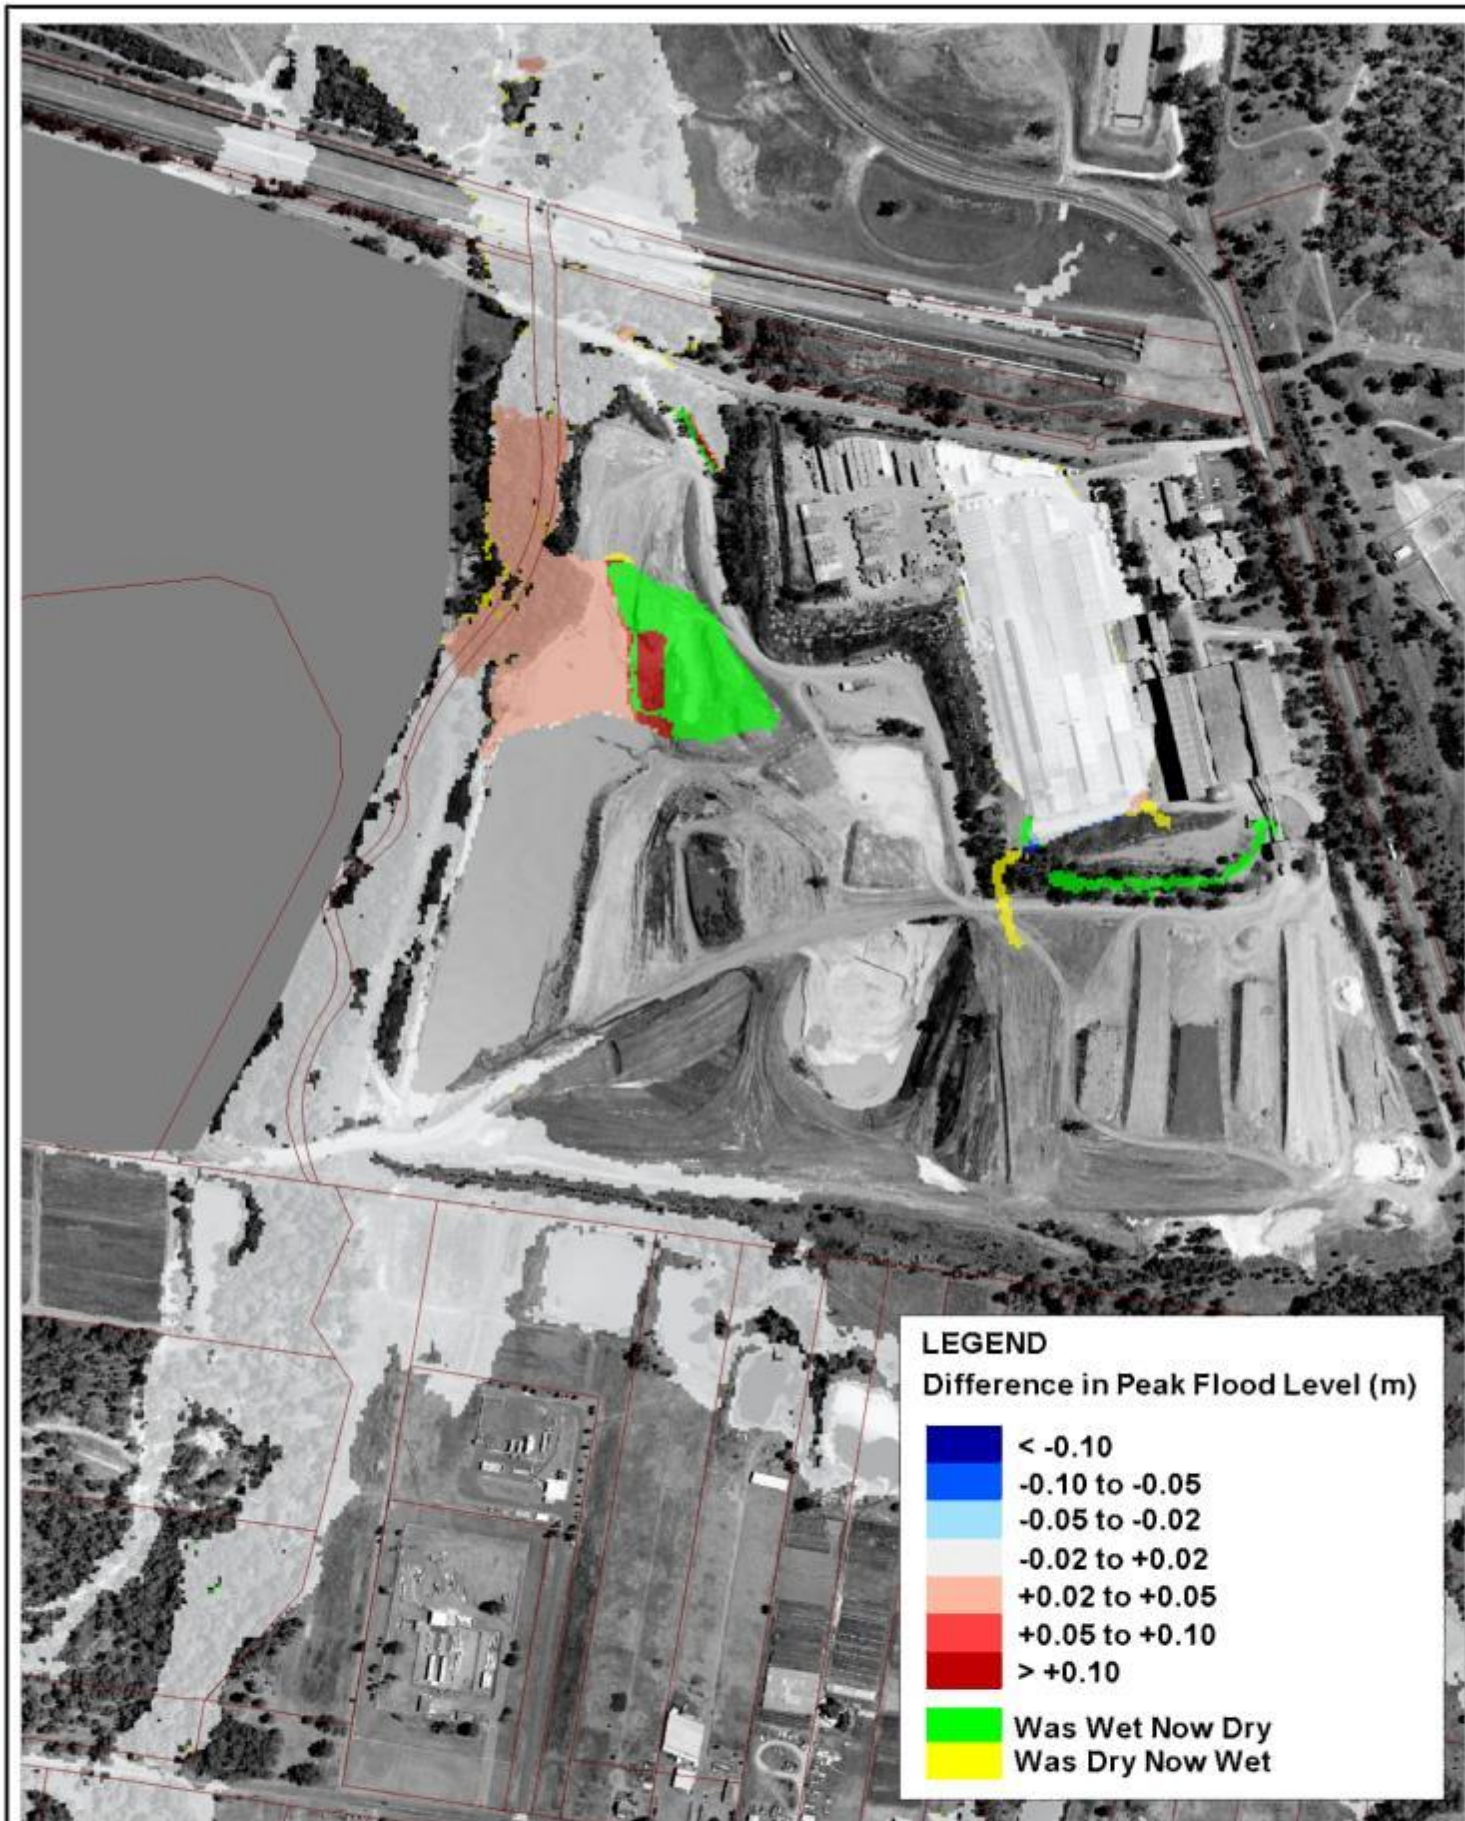 LEGEND
Difference in Peak Flood Level (m)
< -0.10
-0.10 to -0.05
-0.05 to -0.02
-0.02 to +0.02
+0.02 to +0.05
+0.05 to +0.10
> +0.10
Was Wet Now Dry
Was Dry Now Wet